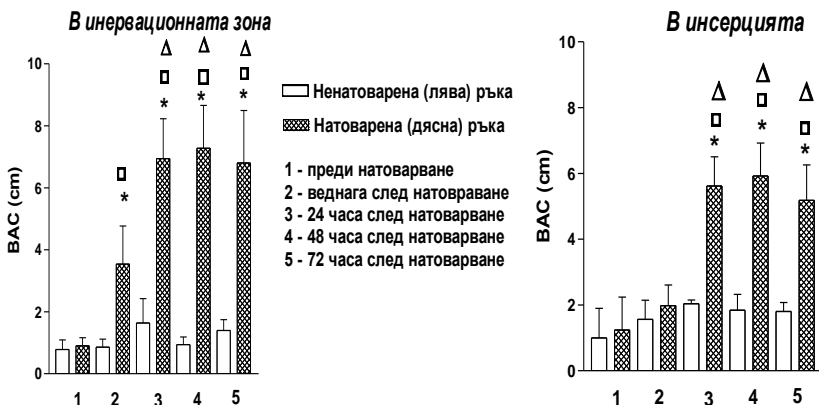 В инервационната зона
10
8
6
4
2
0
ВАС (cm)
* * * *
1 2 3 4 5
Ненатоварена (лява) ръка
Натоварена (дясна) ръка
1 - преди натоварване
2 - веднага след натовраване
3 - 24 часа след натоварване
4 - 48 часа след натоварване
5 - 72 часа след натоварване
В инсерцията
10
8
6
4
2
0
ВАС (cm)
* * *
1 2 3 4 5